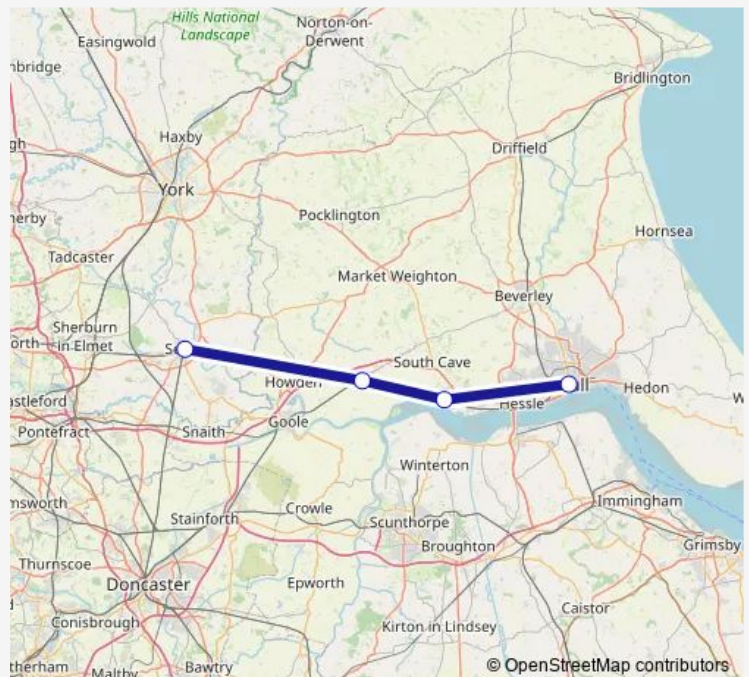 Hills National
Landscape
Norton-on-
Derwent
Easingwold
nbridge
Bridlington
Haxby
gh
Driffield
York
Pocklington
herby
Hornsea
Tadcaster
Market Weighton
Beverley
Sherburn
in Elmet
orth
South Cave
Howden
Hedon
Hessle
astleford
Goole
Pontefract
Snaith
Winterton
msworth
Crowle
Immingham
Stainforth
Scunthorpe
Broughton
Grimsby
Thurnscoe
Doncaster
Epworth
Caistor
Conisbrough
Kirton in Lindsey
therham
Maltby
Bawtry
© OpenStreetMap contributors